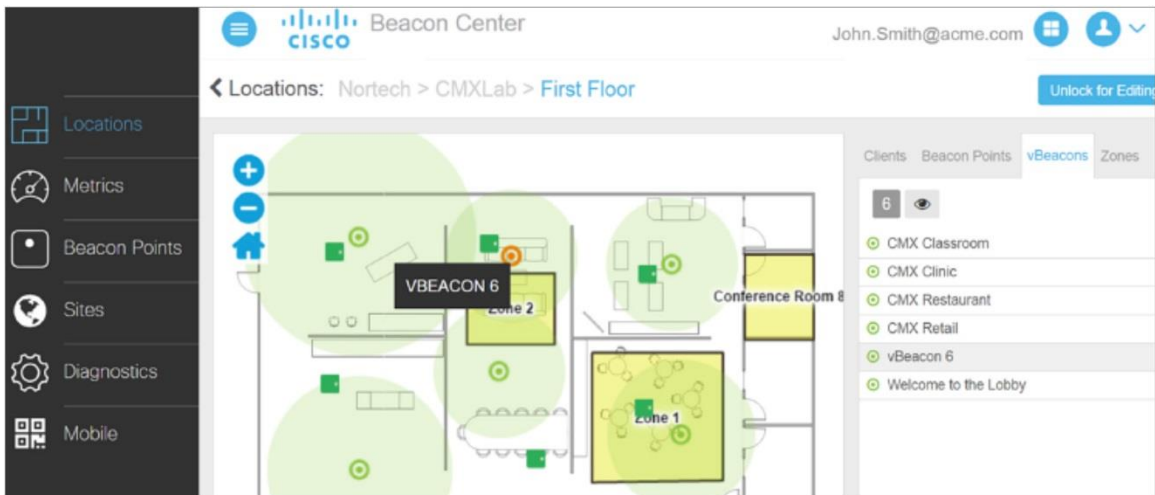 CISCO
Beacon Center
John.Smith@acme.com
Locations: Nortech > CMXLab > First Floor
Unlock for Editing
Locations
Metrics
Beacon Points
Sites
Diagnostics
Mobile
VBEACON 6
Zone 2
Conference Room 8
Zone 1
Clients Beacon Points vBeacons Zones
6
CMX Classroom
CMX Clinic
CMX Restaurant
CMX Retail
vBeacon 6
Welcome to the Lobby